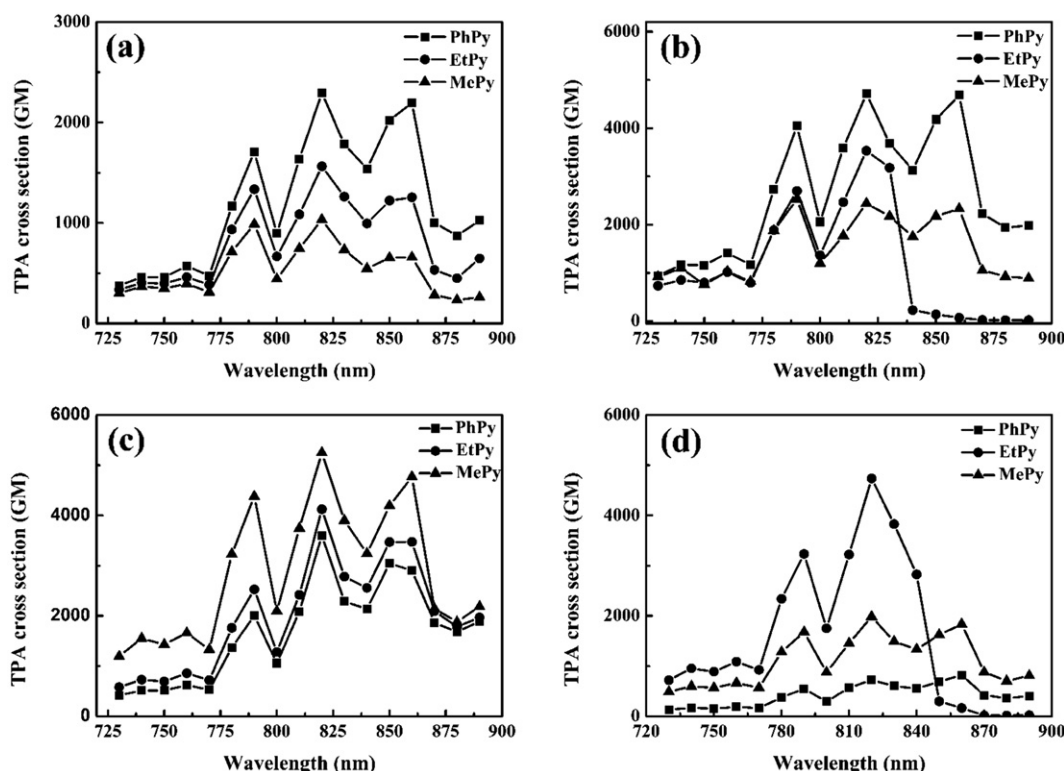 (a)
PhPy
EtPy
MePy
TPA cross section (GM)
3000
2000
1000
0
725 750 775 800 825 850 875 900
Wavelength (nm)
(b)
PhPy
EtPy
MePy
TPA cross section (GM)
6000
4000
2000
0
725 750 775 800 825 850 875 900
Wavelength (nm)
(c)
PhPy
EtPy
MePy
TPA cross section (GM)
6000
4000
2000
0
725 750 775 800 825 850 875 900
Wavelength (nm)
(d)
PhPy
EtPy
MePy
TPA cross section (GM)
6000
4000
2000
0
720 750 780 810 840 870 900
Wavelength (nm)